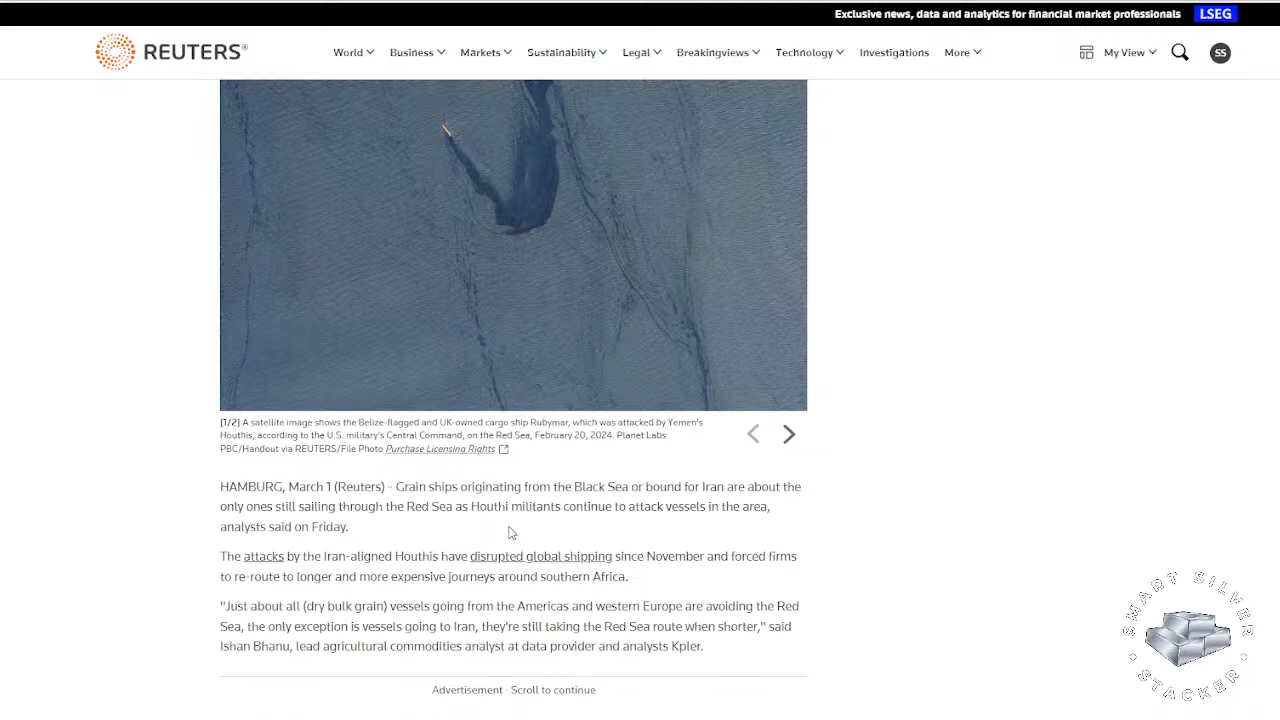 Exclusive news, data and analytics for financial market professionals LSEG
REUTERS®
World Business Markets Sustainability Legal Breakingviews Technology Investigations More My View SS
[1/2] A satellite image shows the Belize-flagged and UK-owned cargo ship Rubymar, which was attacked by Yemen's
Houthis, according to the U.S. military's Central Command, on the Red Sea, February 20, 2024. Planet Labs
PBC/Handout via REUTERS/File Photo Purchase Licensing Rights
HAMBURG, March 1 (Reuters) - Grain ships originating from the Black Sea or bound for Iran are about the
only ones still sailing through the Red Sea as Houthi militants continue to attack vessels in the area,
analysts said on Friday.
The attacks by the Iran-aligned Houthis have disrupted global shipping since November and forced firms
to re-route to longer and more expensive journeys around southern Africa.
"Just about all (dry bulk grain) vessels going from the Americas and western Europe are avoiding the Red
Sea, the only exception is vessels going to Iran, they're still taking the Red Sea route when shorter," said
Ishan Bhanu, lead agricultural commodities analyst at data provider and analysts Kpler.
Advertisement · Scroll to continue
SMART SILVER
STACKER